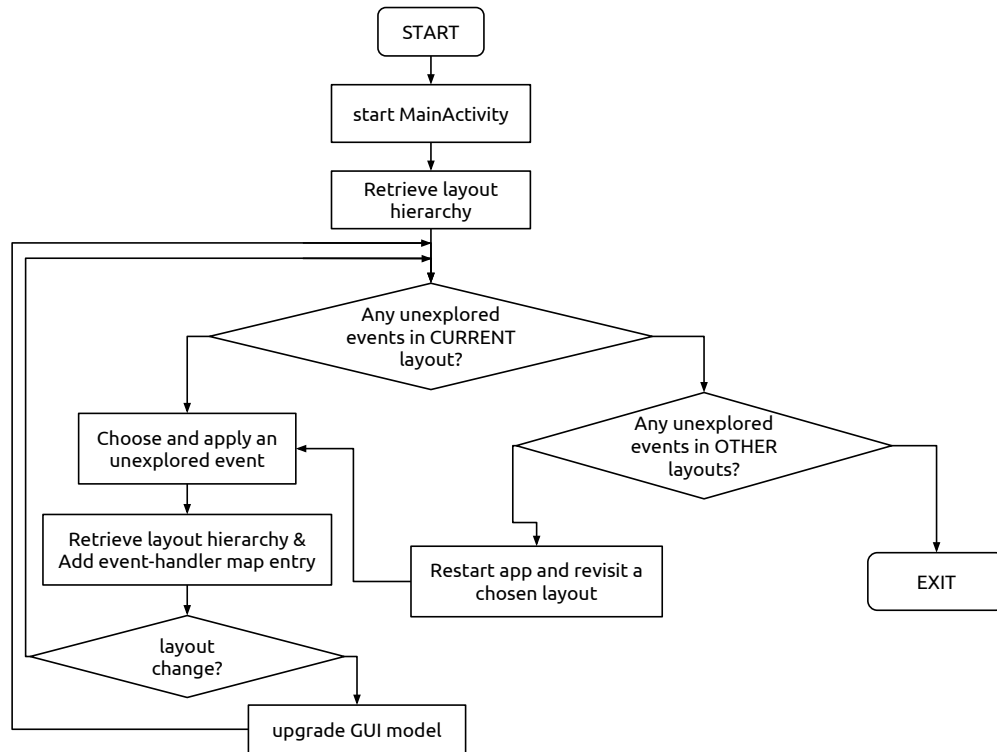 START
start MainActivity
Retrieve layout
hierarchy
Any unexplored
events in CURRENT
layout?
Choose and apply an
unexplored event
Any unexplored
events in OTHER
layouts?
Retrieve layout hierarchy &
Add event-handler map entry
Restart app and revisit a
chosen layout
EXIT
layout
change?
upgrade GUI model